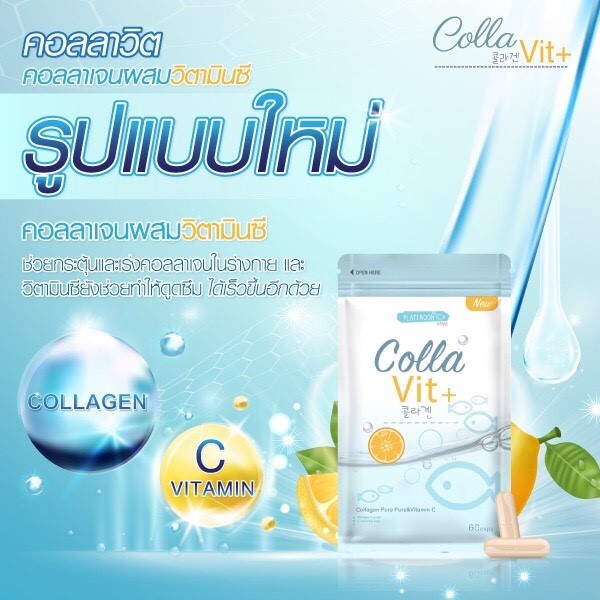 คอลลาวิต
คอลลาเจนผสมวิตามินซี
Colla
콜라겐 Vit+
รูปแบบใหม่
คอลลาเจนผสมวิตามินซี
ช่วยกระตุ้นและเร่งคอลลาเจนในร่างกาย และ
วิตามินซียังช่วยทำให้ดูดซึม ได้เร็วขึ้นอีกด้วย
COLLAGEN
C
VITAMIN
OPEN HERE
New
Colla
Vit+
콜라겐
Collagen Pura Pure&Vitamin C
60caps